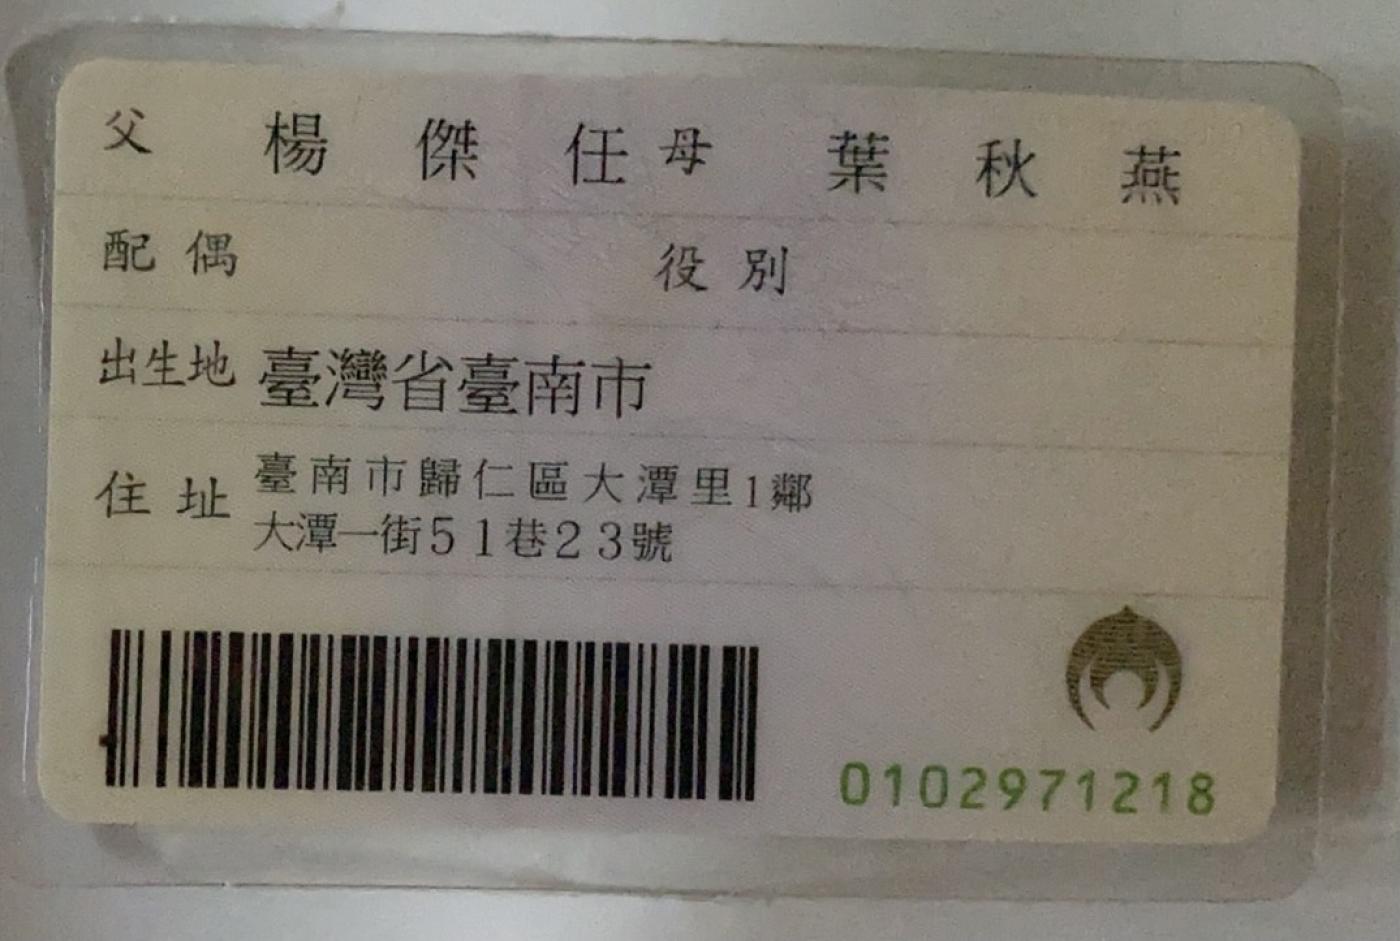 父 楊傑任 母 葉秋燕
配偶 役別
出生地 臺灣省臺南市
住址 臺南市歸仁區大潭里1鄰
大潭一街51巷23號
0102971218